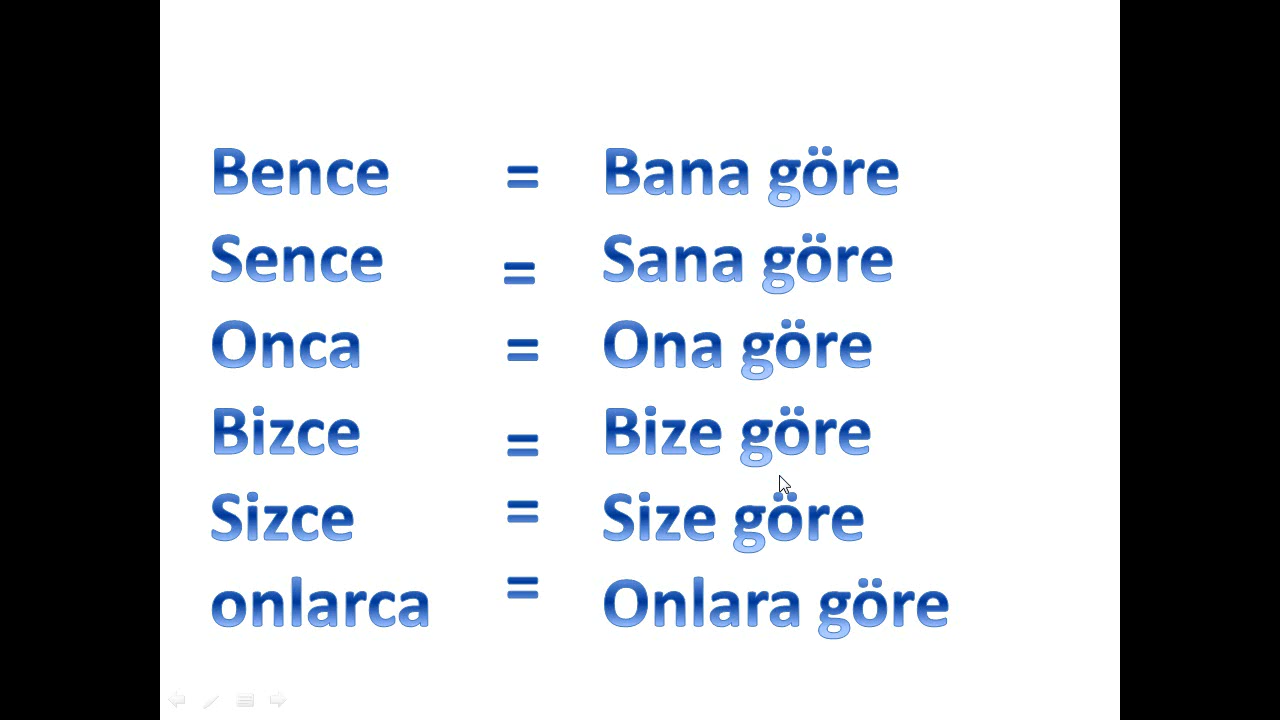 Bence = Bana göre
Sence = Sana göre
Onca = Ona göre
Bizce = Bize göre
Sizce = Size göre
onlarca = Onlara göre